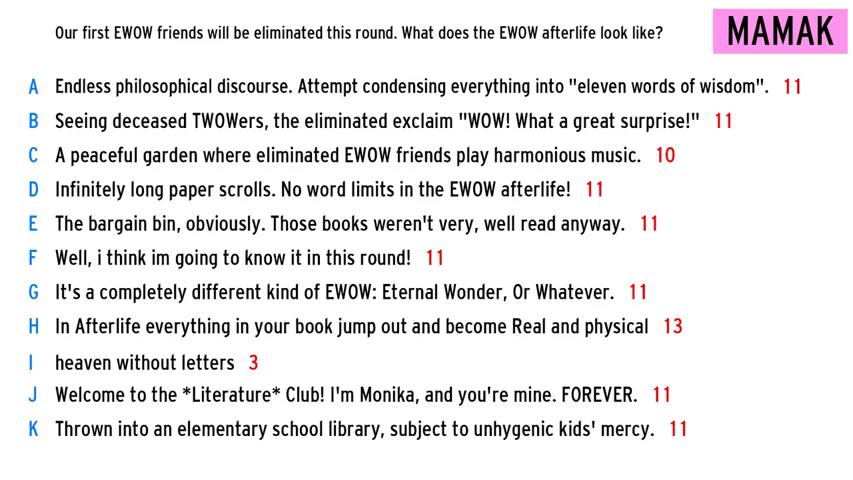 Our first EWOW friends will be eliminated this round. What does the EWOW afterlife look like?
MAMAK
A Endless philosophical discourse. Attempt condensing everything into "eleven words of wisdom". 11
B Seeing deceased TWOWers, the eliminated exclaim "WOW! What a great surprise!" 11
C A peaceful garden where eliminated EWOW friends play harmonious music. 10
D Infinitely long paper scrolls. No word limits in the EWOW afterlife! 11
E The bargain bin, obviously. Those books weren't very, well read anyway. 11
F Well, i think im going to know it in this round! 11
G It's a completely different kind of EWOW: Eternal Wonder, Or Whatever. 11
H In Afterlife everything in your book jump out and become Real and physical 13
I heaven without letters 3
J Welcome to the *Literature* Club! I'm Monika, and you're mine. FOREVER. 11
K Thrown into an elementary school library, subject to unhygenic kids' mercy. 11